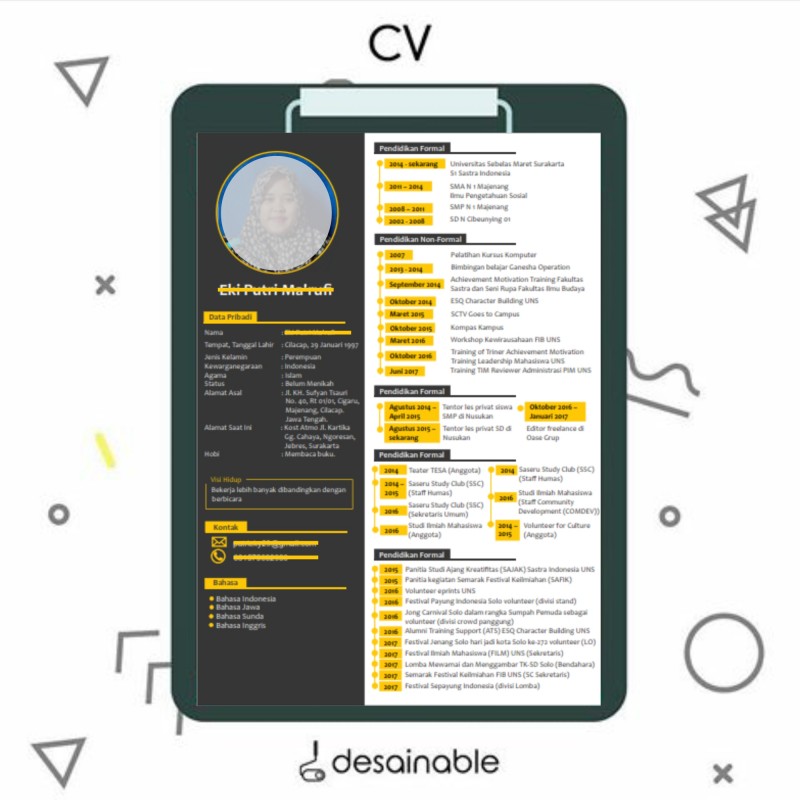 CV
Eki Putri Ma'rufi
Data Pribadi
Nama :
Tempat, Tanggal Lahir : Cilacap, 29 Januari 1997
Jenis Kelamin : Perempuan
Kewarganegaraan : Indonesia
Agama : Islam
Status : Belum Menikah
Alamat Asal : Jl. KH. Sufyan Tsauri
No. 40, Rt 01/01, Cigaru,
Majenang, Cilacap.
Jawa Tengah.
Alamat Saat Ini : Kost Atmo Jl. Kartika
Gg. Cahaya, Ngoresan,
Jebres, Surakarta
Hobi : Membaca buku.
Visi Hidup
Bekerja lebih banyak dibandingkan dengan
berbicara
Kontak
Bahasa
Bahasa Indonesia
Bahasa Jawa
Bahasa Sunda
Bahasa Inggris
Pendidikan Formal
2014 - sekarang Universitas Sebelas Maret Surakarta
S1 Sastra Indonesia
2011 – 2014 SMA N 1 Majenang
Ilmu Pengetahuan Sosial
2008 – 2011 SMP N 1 Majenang
2002 - 2008 SD N Cibeunying 01
Pendidikan Non-Formal
2007 Pelatihan Kursus Komputer
2013 - 2014 Bimbingan belajar Ganesha Operation
September 2014 Achievement Motivation Training Fakultas
Sastra dan Seni Rupa Fakultas Ilmu Budaya
Oktober 2014 ESQ Character Building UNS
Maret 2015 SCTV Goes to Campus
Oktober 2015 Kompas Kampus
Maret 2016 Workshop Kewirausahaan FIB UNS
Oktober 2016 Training of Triner Achievement Motivation
Training Leadership Mahasiswa UNS
Juni 2017 Training TIM Reviewer Administrasi PIM UNS
Pendidikan Formal
Agustus 2014 – April 2015 Tentor les privat siswa SMP di Nusukan
Oktober 2016 – Januari 2017
Agustus 2015 – sekarang Tentor les privat SD di Nusukan
Editor freelance di Oase Grup
Pendidikan Formal
2014 Teater TESA (Anggota)
2014 – 2015 Saseru Study Club (SSC) (Staff Humas)
2016 Saseru Study Club (SSC) (Sekretaris Umum)
2016 Studi Ilmiah Mahasiswa (Anggota)
2014 Saseru Study Club (SSC) (Staff Humas)
2016 Studi Ilmiah Mahasiswa (Staff Community Development (COMDEV))
2014 – 2015 Volunteer for Culture (Anggota)
Pendidikan Formal
2015 Panitia Studi Ajang Kreatiffitas (SAJAK) Sastra Indonesia UNS
2015 Panitia kegiatan Semarak Festival Keilmiahan (SAFIK)
2016 Volunteer eprints UNS
2016 Festival Payung Indonesia Solo volunteer (divisi stand)
2016 Jong Carnival Solo dalam rangka Sumpah Pemuda sebagai
volunteer (divisi crowd panggung)
2016 Alumni Training Support (ATS) ESQ Character Building UNS
2017 Festival Jenang Solo hari jadi kota Solo ke-272 volunteer (LO)
2017 Festival Ilmiah Mahasiswa (FILM) UNS (Sekretaris)
2017 Lomba Mewarnai dan Menggambar TK-SD Solo (Bendahara)
2017 Semarak Festival Keilmiahan FIB UNS (SC Sekretaris)
2017 Festival Sepayung Indonesia (divisi Lomba)
desainable